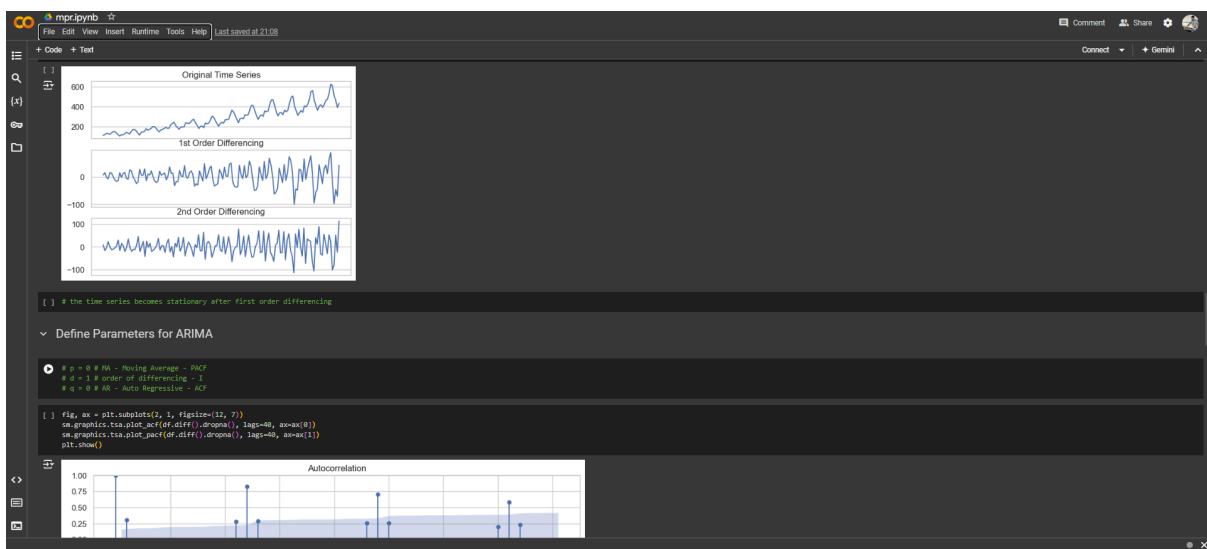 CO mpr.ipynb ☆
File Edit View Insert Runtime Tools Help Last saved at 21:08
Comment Share
+ Code + Text
Connect Gemini
[ ]
{x}
Original Time Series
600
400
200
1st Order Differencing
0
−100
2nd Order Differencing
100
0
−100
[ ] # the time series becomes stationary after first order differencing
Define Parameters for ARIMA
# p = 0 # MA - Moving Average - PACF
# d = 1 # order of differencing - I
# q = 0 # AR - Auto Regressive - ACF
[ ] fig, ax = plt.subplots(2, 1, figsize=(12, 7))
sm.graphics.tsa.plot_acf(df.diff().dropna(), lags=40, ax=ax[0])
sm.graphics.tsa.plot_pacf(df.diff().dropna(), lags=40, ax=ax[1])
plt.show()
Autocorrelation
1.00
0.75
0.50
0.25